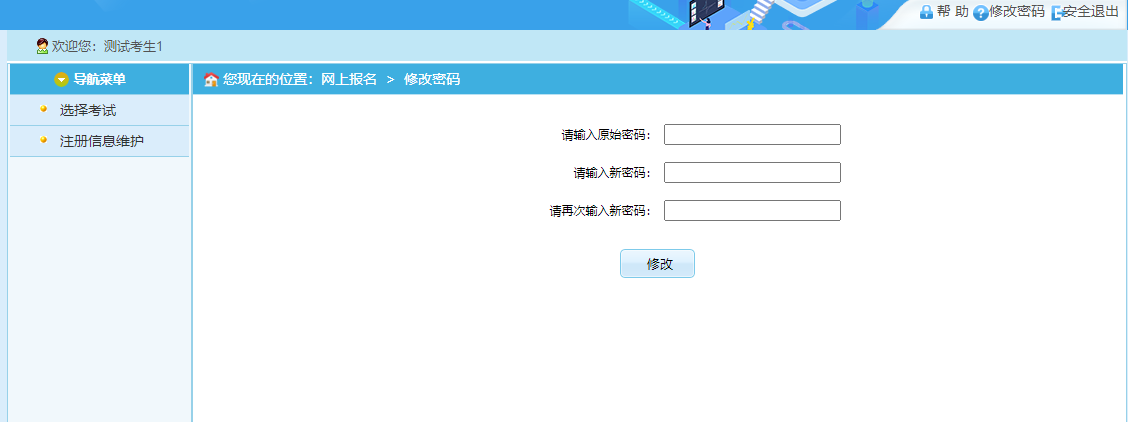 帮 助 修改密码 安全退出
欢迎您：测试考生1
导航菜单
您现在的位置：网上报名 > 修改密码
选择考试
注册信息维护
请输入原始密码：
请输入新密码：
请再次输入新密码：
修改